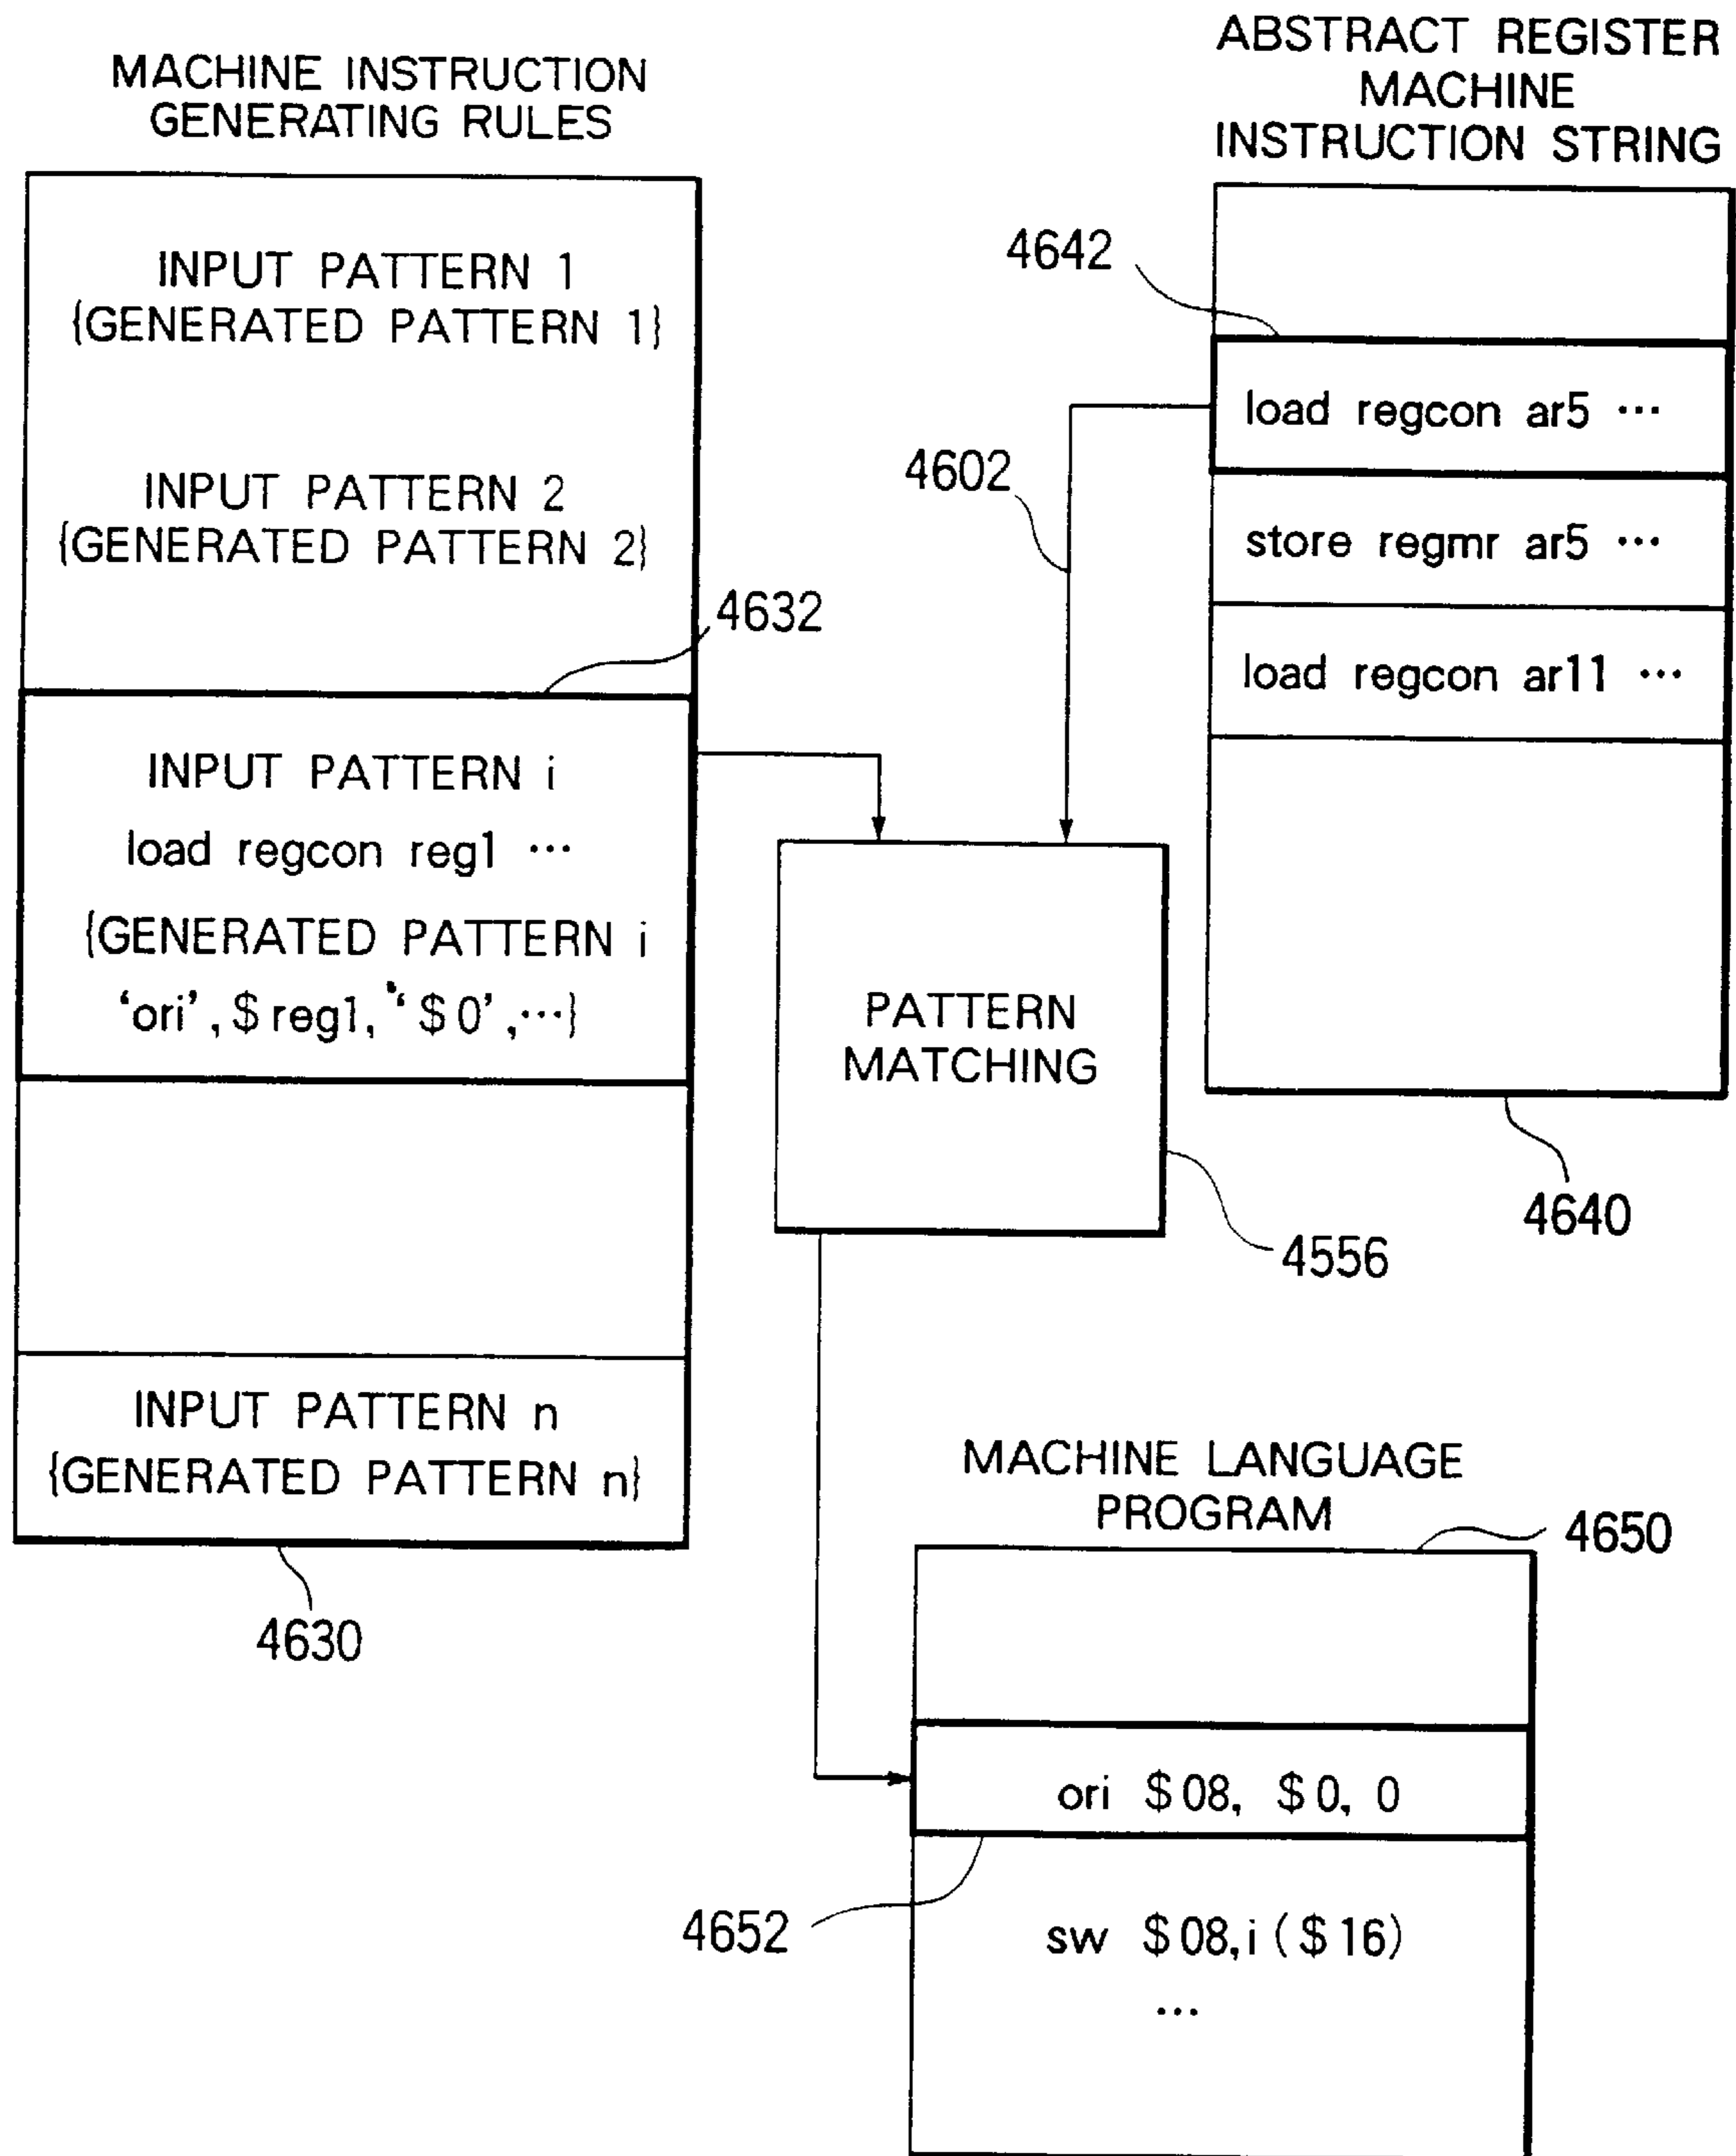 MACHINE INSTRUCTION
GENERATING RULES
INPUT PATTERN 1
{GENERATED PATTERN 1}
INPUT PATTERN 2
{GENERATED PATTERN 2}
4632
INPUT PATTERN i
load regcon reg1 ···
{GENERATED PATTERN i
‘ori’, $ reg1, “ $ 0’, ···}
INPUT PATTERN n
{GENERATED PATTERN n}
4630
ABSTRACT REGISTER
MACHINE
INSTRUCTION STRING
4642
load regcon ar5 ···
4602
store regmr ar5 ···
load regcon ar11 ···
4640
PATTERN
MATCHING
4556
MACHINE LANGUAGE
PROGRAM
4650
ori $ 08, $ 0, 0
4652
sw $ 08,i ( $ 16)
···